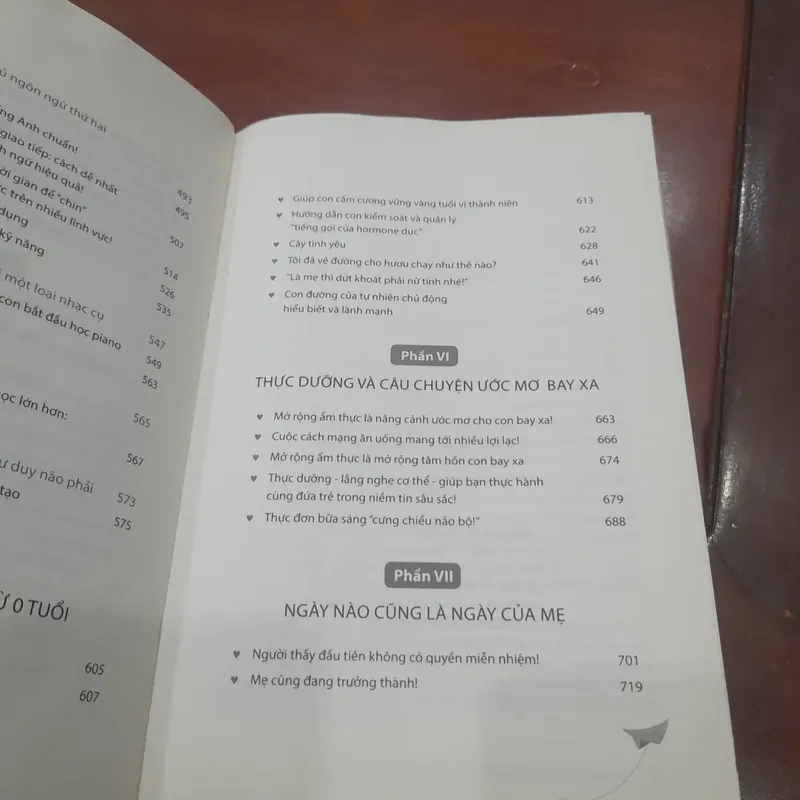 ngôn ngữ thứ hai
Anh chuẩn!
giao tiếp: cách dễ nhất 493
ngữ hiệu quả! 495
gian để "chín"
trên nhiều lĩnh vực! 507
dụng 514
kỹ năng 526
535
một loại nhạc cụ
con bắt đầu học piano 547
549
563
lớn hơn: 565
567
duy não phải 573
tạo 575
0 TUỔI
605
607
♥ Giúp con cầm cương vững vàng tuổi vị thành niên 613
♥ Hướng dẫn con kiểm soát và quản lý
"tiếng gọi của hormone dục" 622
♥ Cây tình yêu 628
♥ Tôi đã vẽ đường cho hươu chạy như thế nào? 641
♥ "Là mẹ thì dứt khoát phải nữ tính nhé!" 646
♥ Con đường của tự nhiên chủ động
hiểu biết và lành mạnh 649
Phần VI
THỰC DƯỠNG VÀ CÂU CHUYỆN ƯỚC MƠ BAY XA
♥ Mở rộng ẩm thực là nâng cánh ước mơ cho con bay xa! 663
♥ Cuộc cách mạng ăn uống mang tới nhiều lợi lạc! 666
♥ Mở rộng ẩm thực là mở rộng tâm hồn con bay xa 674
♥ Thực dưỡng - lắng nghe cơ thể - giúp bạn thực hành
cùng đứa trẻ trong niềm tin sâu sắc! 679
♥ Thực đơn bữa sáng "cưng chiều não bộ!" 688
Phần VII
NGÀY NÀO CŨNG LÀ NGÀY CỦA MẸ
♥ Người thầy đầu tiên không có quyền miễn nhiệm! 701
♥ Mẹ cũng đang trưởng thành! 719